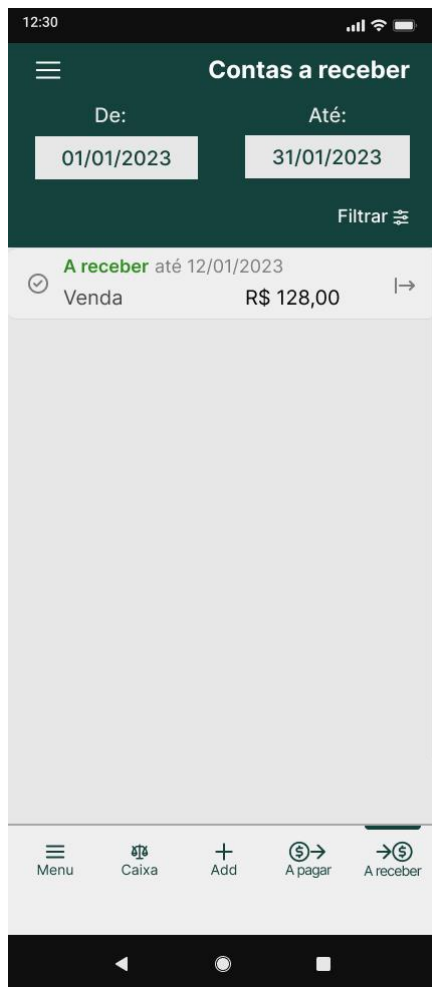 12:30
Contas a receber
De: Até:
01/01/2023 31/01/2023
Filtrar
A receber até 12/01/2023
Venda R$ 128,00
Menu Caixa Add A pagar A receber